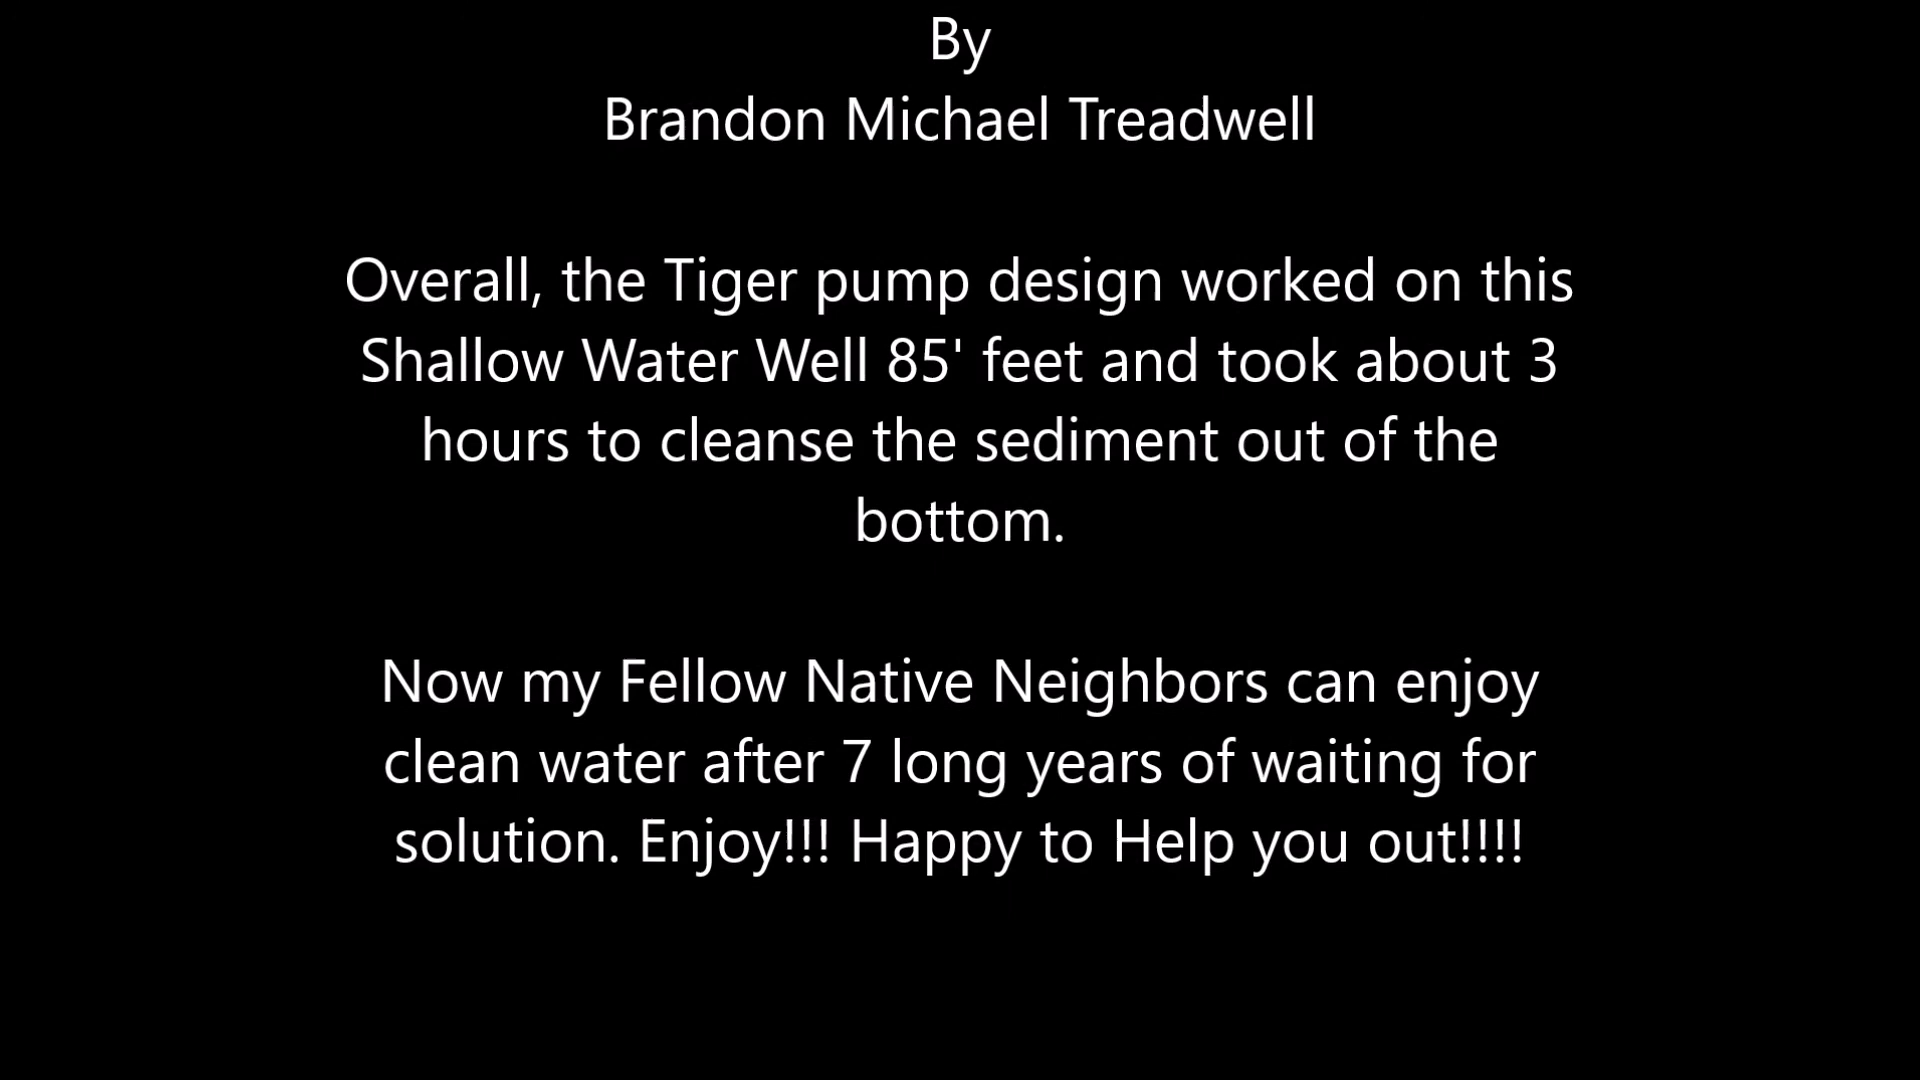 By
Brandon Michael Treadwell
Overall, the Tiger pump design worked on this
Shallow Water Well 85' feet and took about 3
hours to cleanse the sediment out of the
bottom.
Now my Fellow Native Neighbors can enjoy
clean water after 7 long years of waiting for
solution. Enjoy!!! Happy to Help you out!!!!